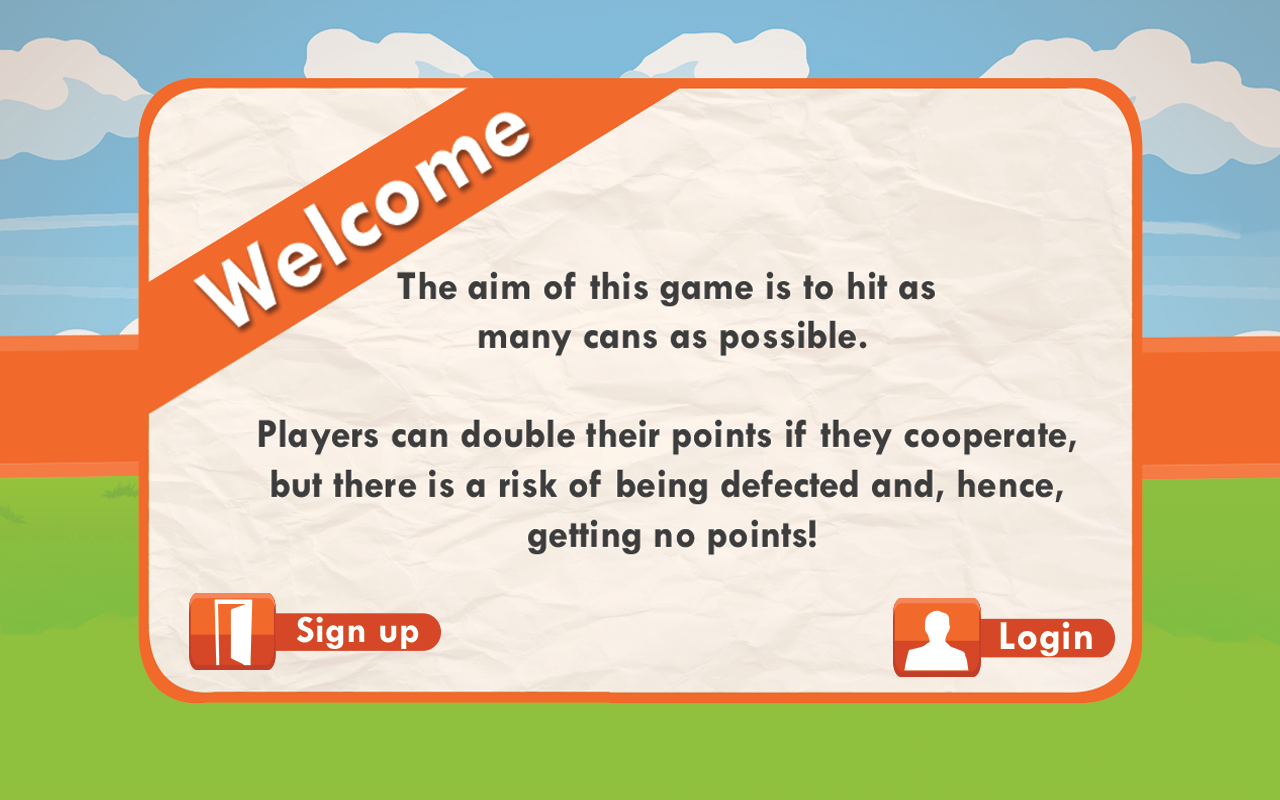 Welcome
The aim of this game is to hit as
many cans as possible.
Players can double their points if they cooperate,
but there is a risk of being defected and, hence,
getting no points!
Sign up
Login